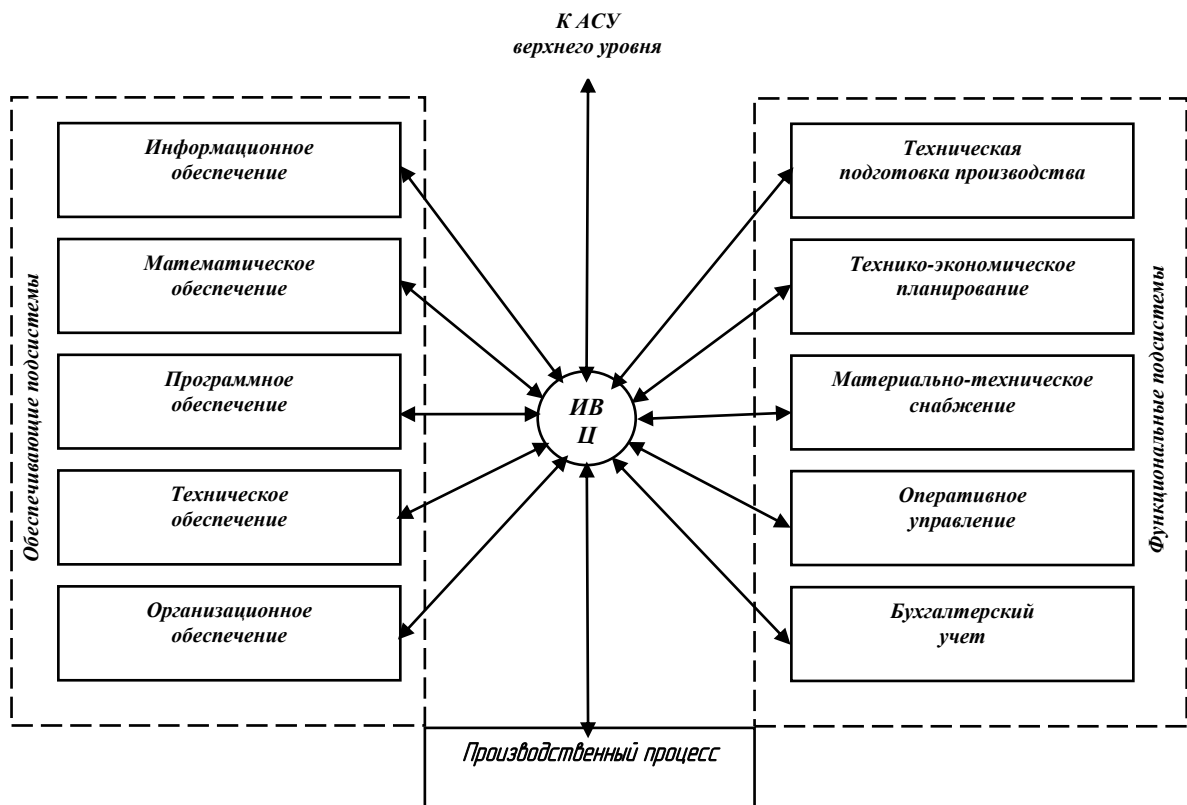 К АСУ
верхнего уровня
Обеспечивающие подсистемы
Информационное
обеспечение
Математическое
обеспечение
Программное
обеспечение
Техническое
обеспечение
Организационное
обеспечение
ИВ
Ц
Техническая
подготовка производства
Технико-экономическое
планирование
Материально-техническое
снабжение
Оперативное
управление
Бухгалтерский
учет
Функциональные подсистемы
Производственный процесс